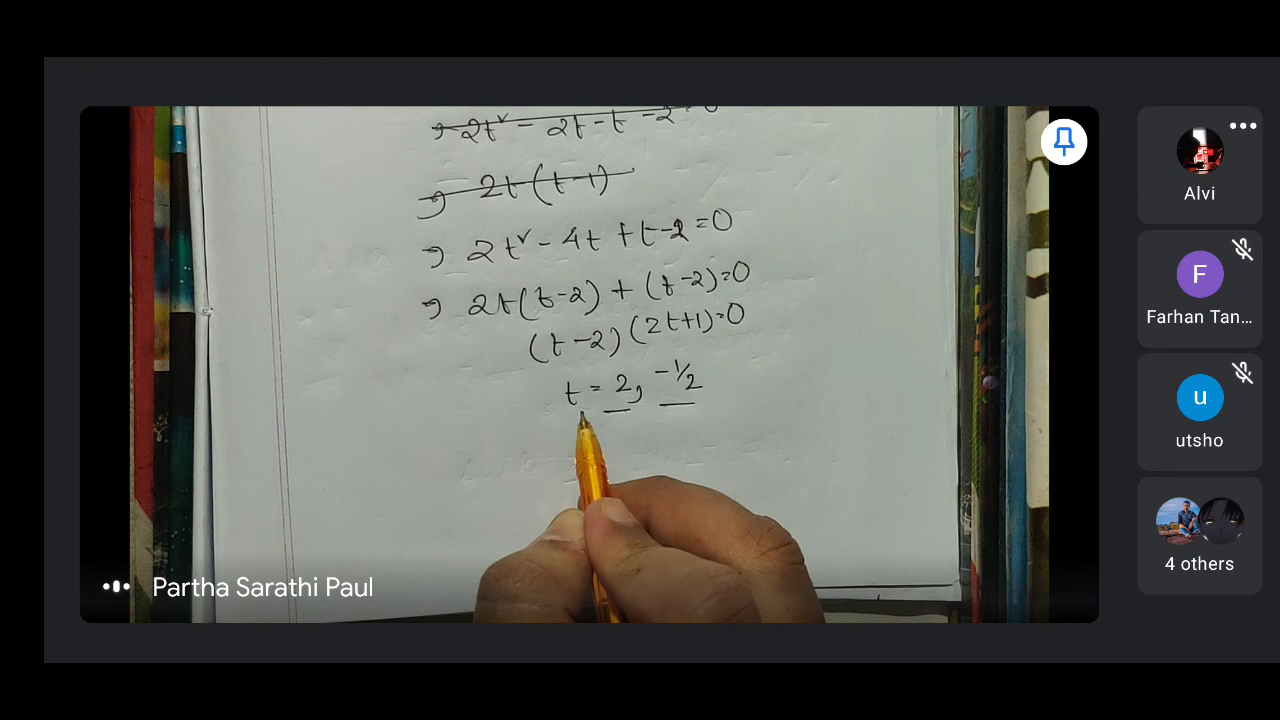 ⇒ 2t² - 2t - t - 2 = 0
⇒ 2t(t-1)
⇒ 2t² - 4t + t - 2 = 0
⇒ 2t(t-2) + (t-2) = 0
(t-2)(2t+1) = 0
t = 2, -1/2
Partha Sarathi Paul
Alvi
F
Farhan Tan...
u
utsho
4 others